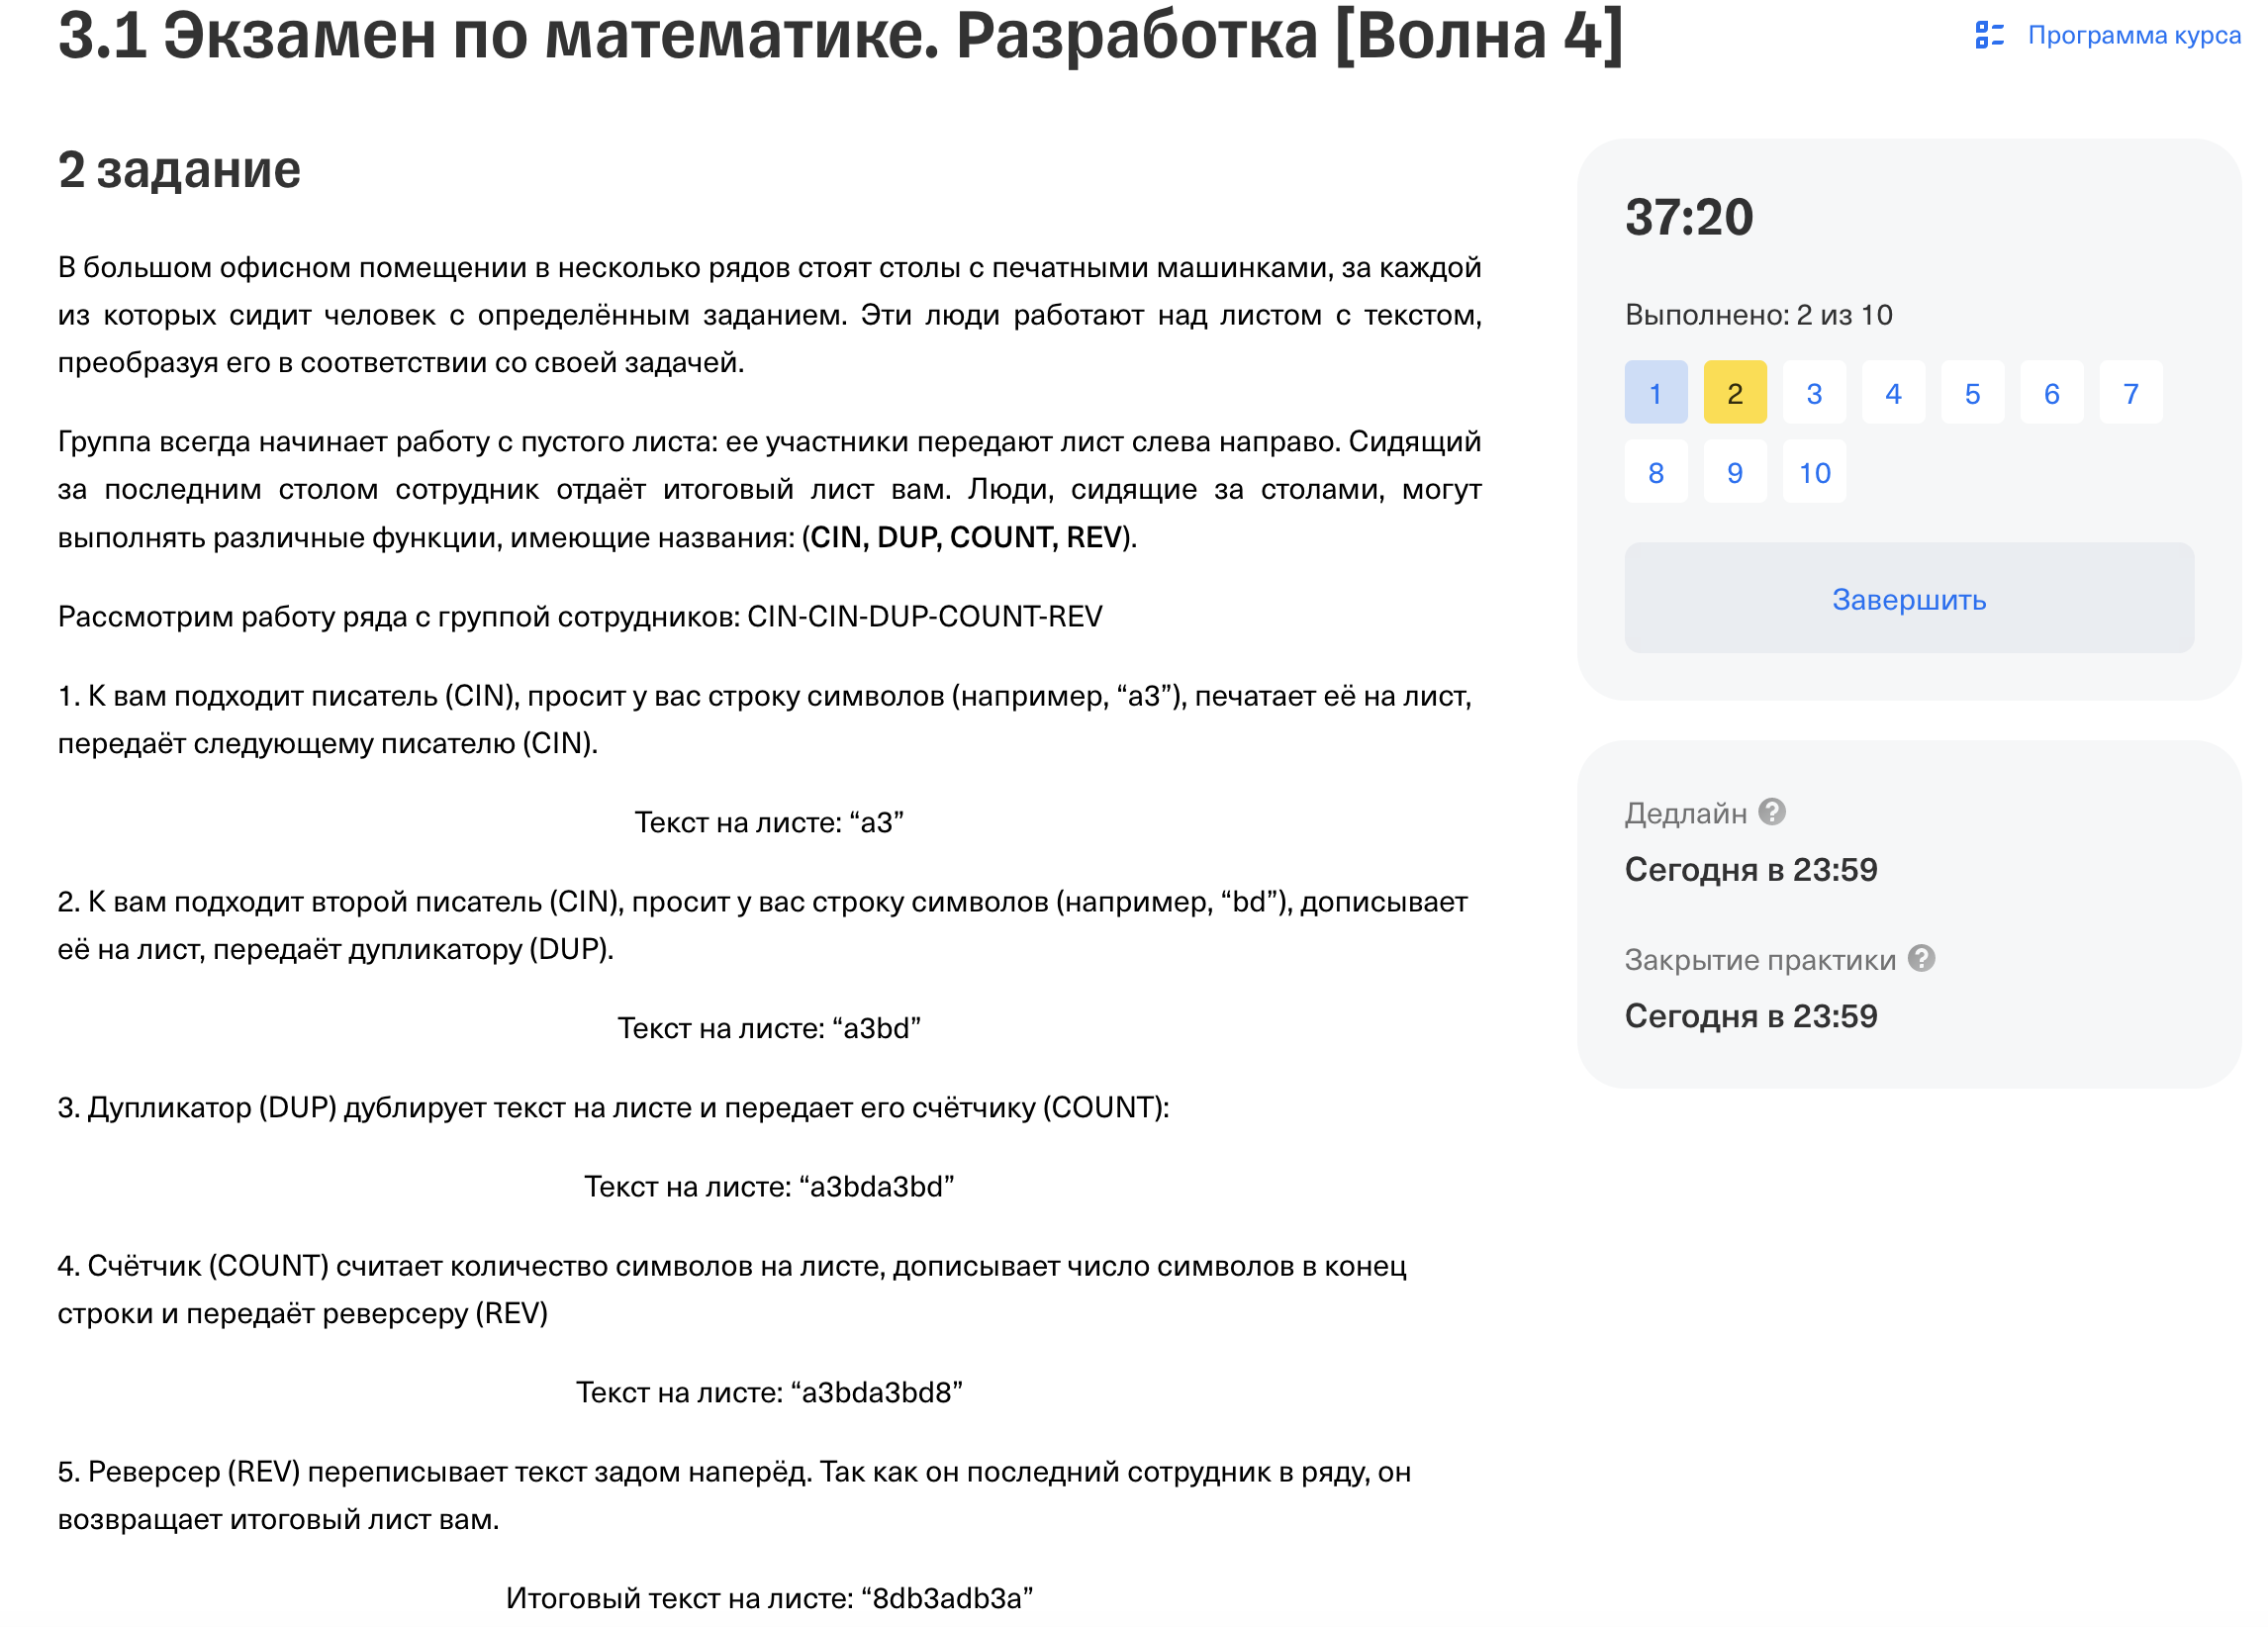 3.1 Экзамен по математике. Разработка [Волна 4]
Программа курса
2 задание
В большом офисном помещении в несколько рядов стоят столы с печатными машинками, за каждой
из которых сидит человек с определённым заданием. Эти люди работают над листом с текстом,
преобразуя его в соответствии со своей задачей.
Группа всегда начинает работу с пустого листа: ее участники передают лист слева направо. Сидящий
за последним столом сотрудник отдаёт итоговый лист вам. Люди, сидящие за столами, могут
выполнять различные функции, имеющие названия: (CIN, DUP, COUNT, REV).
Рассмотрим работу ряда с группой сотрудников: CIN-CIN-DUP-COUNT-REV
1. К вам подходит писатель (CIN), просит у вас строку символов (например, “a3”), печатает её на лист,
передаёт следующему писателю (CIN).
Текст на листе: “a3”
2. К вам подходит второй писатель (CIN), просит у вас строку символов (например, “bd”), дописывает
её на лист, передаёт дупликатору (DUP).
Текст на листе: “a3bd”
3. Дупликатор (DUP) дублирует текст на листе и передает его счётчику (COUNT):
Текст на листе: “a3bda3bd”
4. Счётчик (COUNT) считает количество символов на листе, дописывает число символов в конец
строки и передаёт реверсеру (REV)
Текст на листе: “a3bda3bd8”
5. Реверсер (REV) переписывает текст задом наперёд. Так как он последний сотрудник в ряду, он
возвращает итоговый лист вам.
Итоговый текст на листе: “8db3adb3a”
37:20
Выполнено: 2 из 10
1 2 3 4 5 6 7
8 9 10
Завершить
Дедлайн ?
Сегодня в 23:59
Закрытие практики ?
Сегодня в 23:59